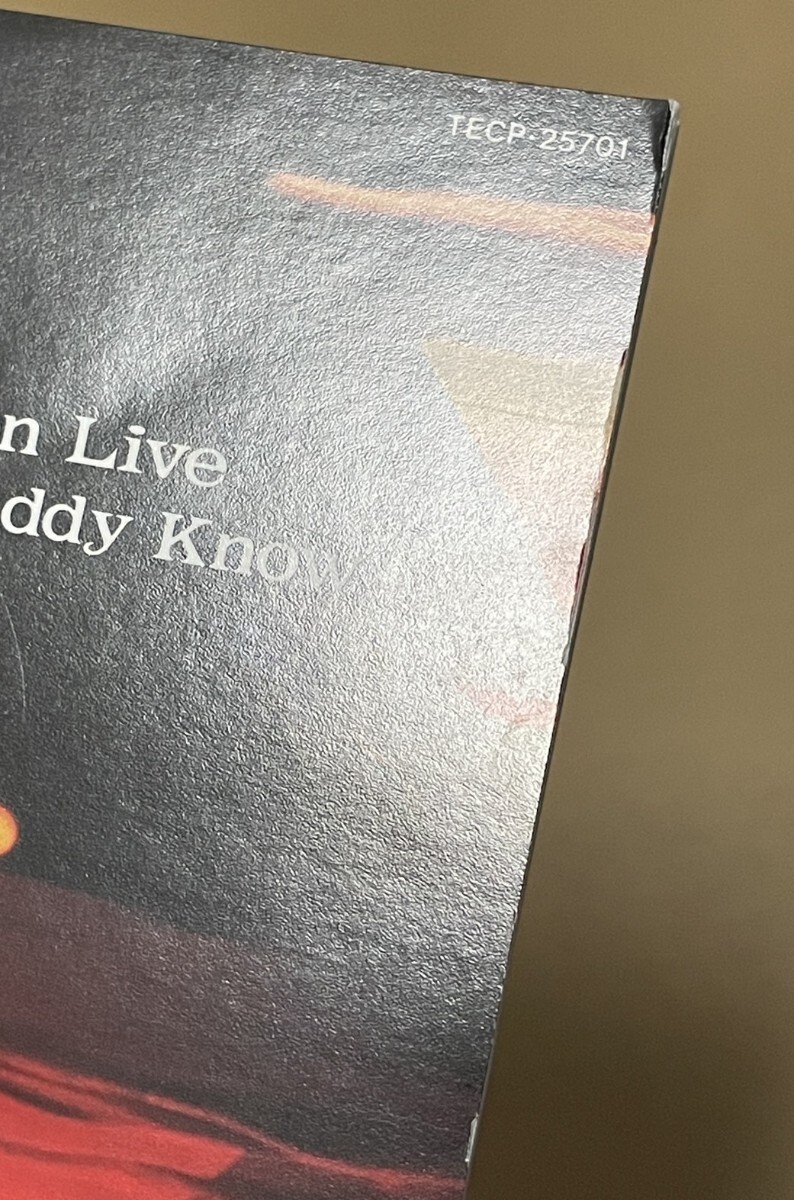 TECP-25701
n Live
ddy Know